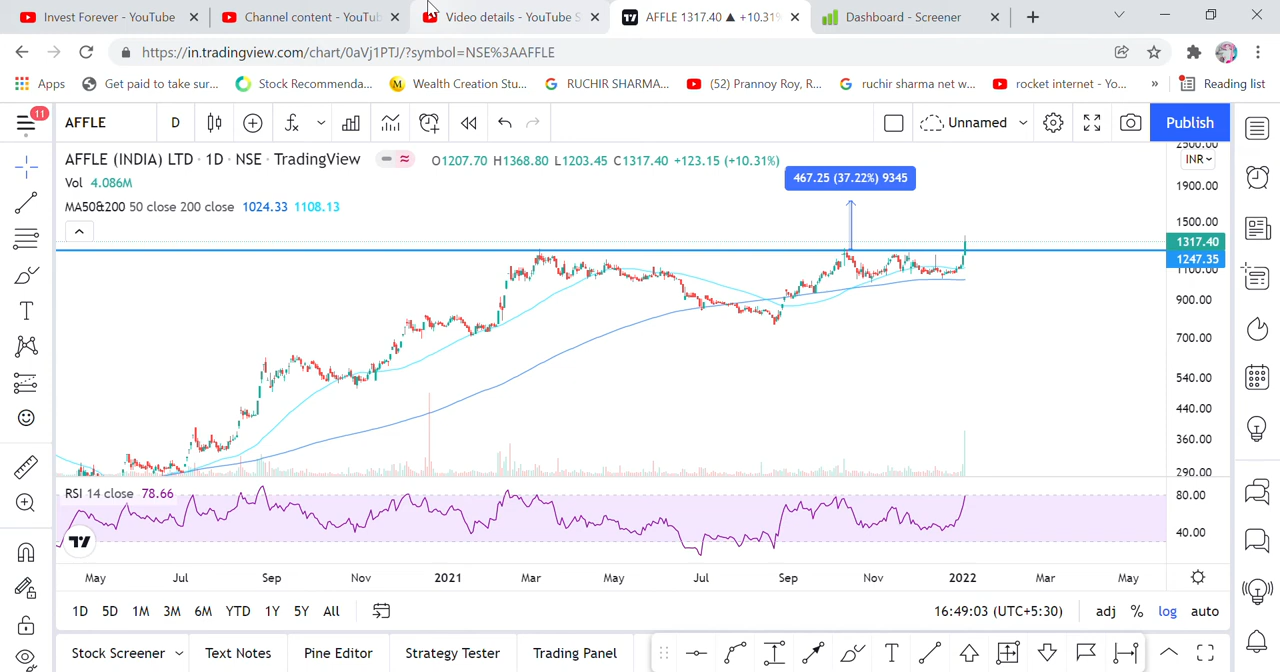 Invest Forever - YouTube
Channel content - YouTub
Video details - YouTube S
AFFLE 1317.40 ▲ +10.31%
Dashboard - Screener
https://in.tradingview.com/chart/0aVj1PTJ/?symbol=NSE%3AAFFLE
Apps
Get paid to take sur...
Stock Recommenda...
Wealth Creation Stu...
RUCHIR SHARMA...
(52) Prannoy Roy, R...
ruchir sharma net w...
rocket internet - Yo...
»
Reading list
11
AFFLE
D
Unnamed
Publish
AFFLE (INDIA) LTD · 1D · NSE · TradingView
O1207.70 H1368.80 L1203.45 C1317.40 +123.15 (+10.31%)
INR
Vol 4.086M
467.25 (37.22%) 9345
MA50&200 50 close 200 close 1024.33 1108.13
2500.00
1900.00
1500.00
1317.40
1247.35
1100.00
900.00
700.00
540.00
440.00
360.00
290.00
RSI 14 close 78.66
80.00
40.00
May Jul Sep Nov 2021 Mar May Jul Sep Nov 2022 Mar May
1D 5D 1M 3M 6M YTD 1Y 5Y All
16:49:03 (UTC+5:30)
adj % log auto
Stock Screener
Text Notes
Pine Editor
Strategy Tester
Trading Panel
T